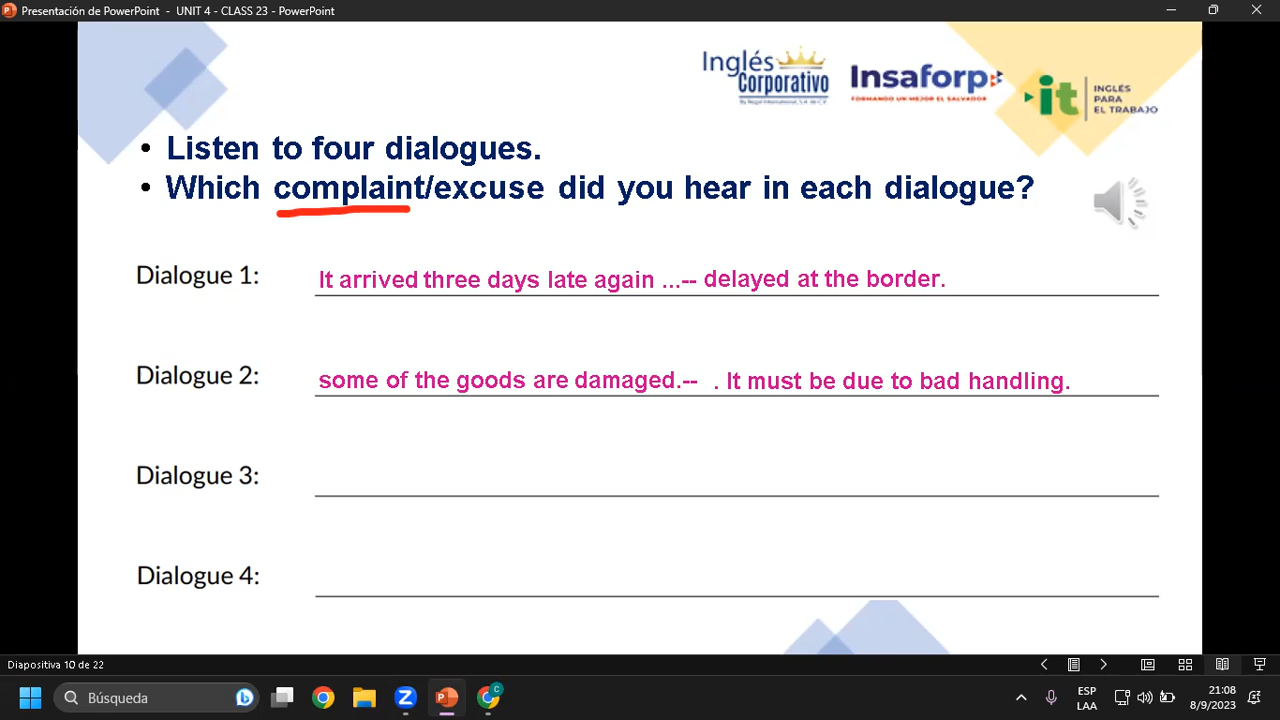 Presentación de PowerPoint - UNIT 4 - CLASS 23 - PowerPoint
Inglés
Corporativo
Insaforp
FORMANDO UN MEJOR EL SALVADOR
it
INGLÉS
PARA
EL TRABAJO
• Listen to four dialogues.
• Which complaint/excuse did you hear in each dialogue?
Dialogue 1: It arrived three days late again ...-- delayed at the border.
Dialogue 2: some of the goods are damaged.-- . It must be due to bad handling.
Dialogue 3:
Dialogue 4:
Diapositiva 10 de 22
Búsqueda
C
ESP
LAA
21:08
8/9/2023